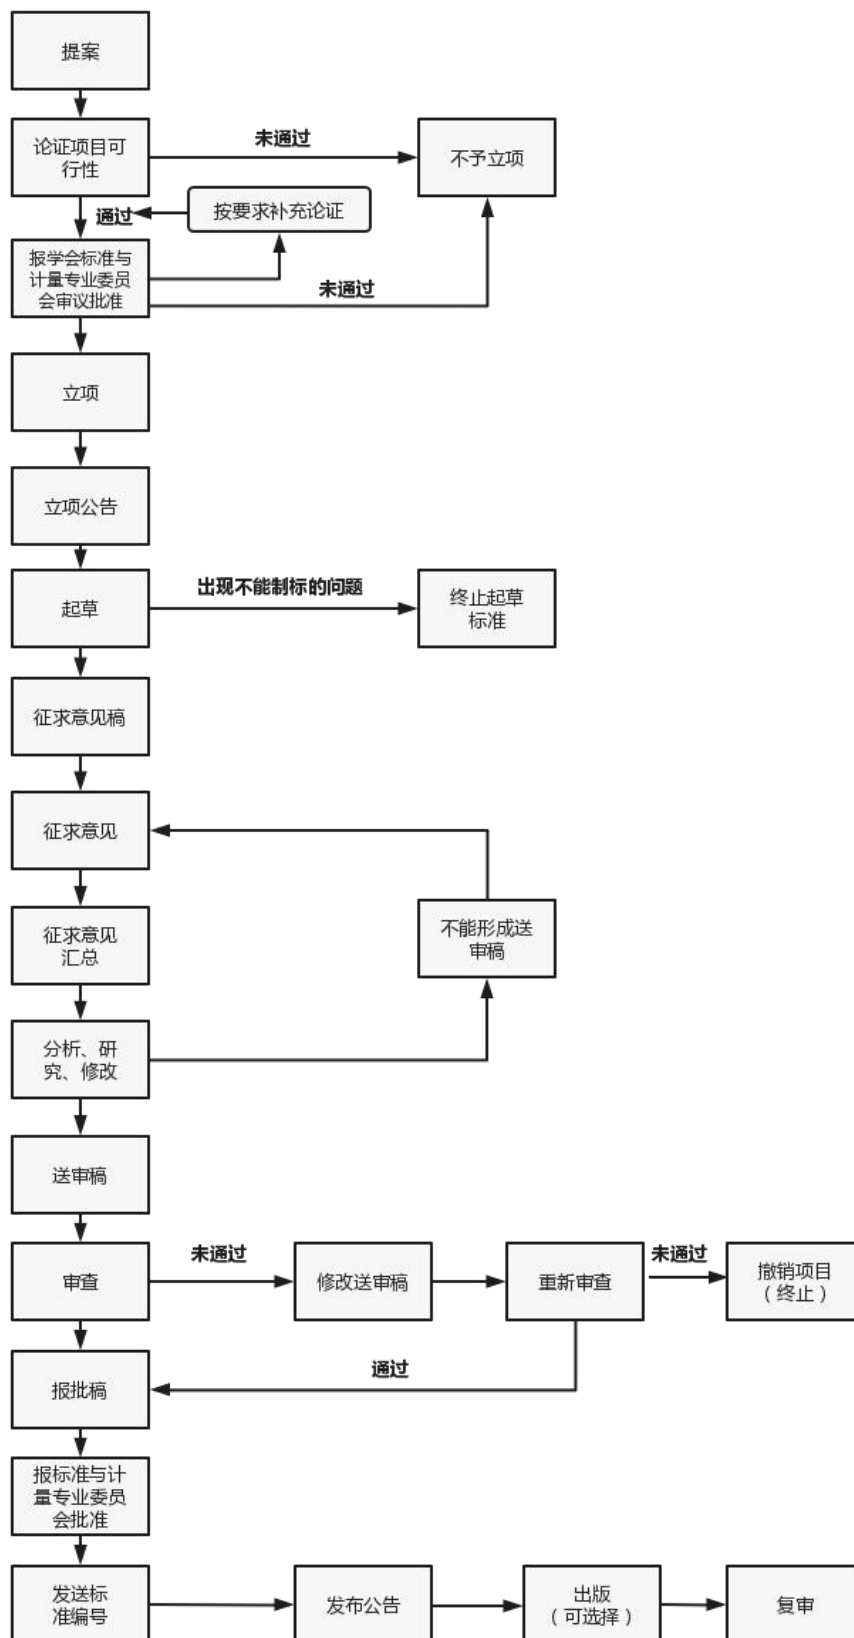 提案
论证项目可
行性
未通过
不予立项
通过
按要求补充论证
报学会标准与
计量专业委员
会审议批准
未通过
立项
立项公告
起草
出现不能制标的问题
终止起草
标准
征求意见稿
征求意见
征求意见
汇总
不能形成送
审稿
分析、研
究、修改
送审稿
审查
未通过
修改送审稿
重新审查
未通过
撤销项目
（终止）
通过
报批稿
报标准与计
量专业委员
会批准
发送标
准编号
发布公告
出版
（可选择）
复审